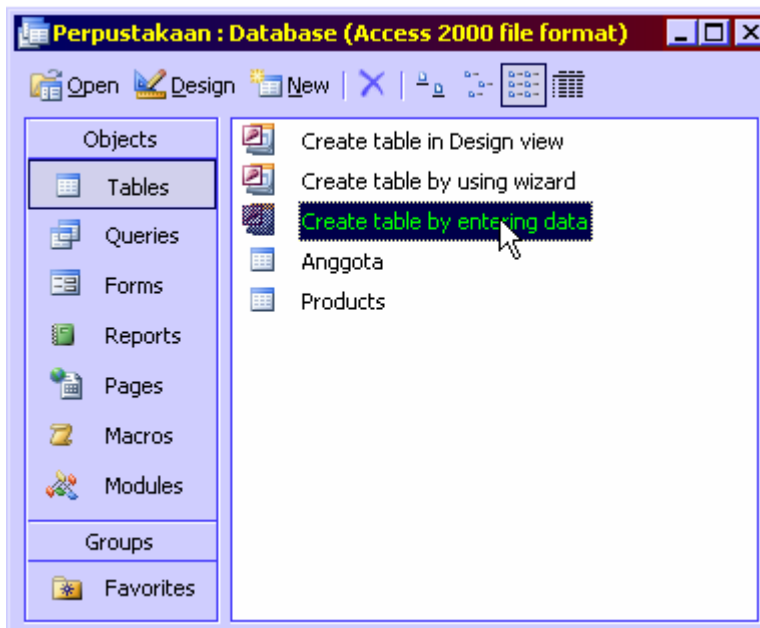 Perpustakaan : Database (Access 2000 file format)
Open Design New
Objects
Tables
Queries
Forms
Reports
Pages
Macros
Modules
Groups
Favorites
Create table in Design view
Create table by using wizard
Create table by entering data
Anggota
Products